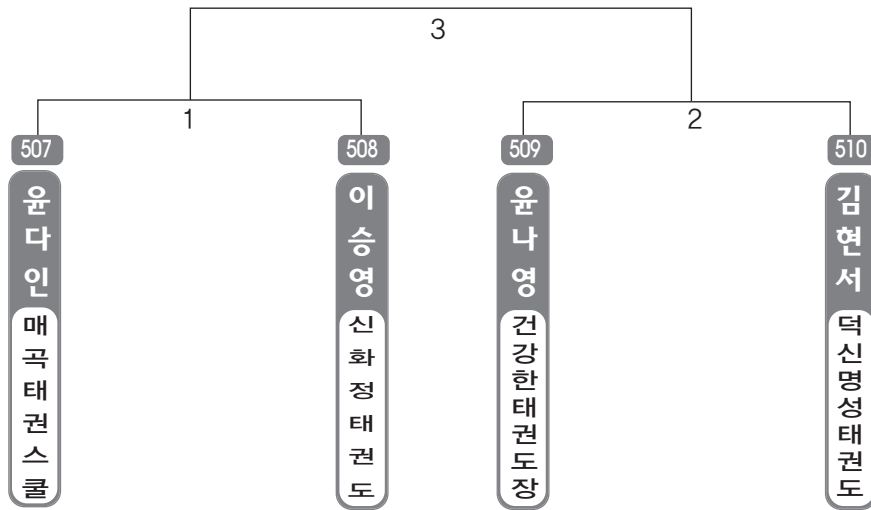 3
1
2
507
윤다인
매곡태권스쿨
508
이승영
신화정태권도
509
윤나영
건강한태권도장
510
김현서
덕신명성태권도